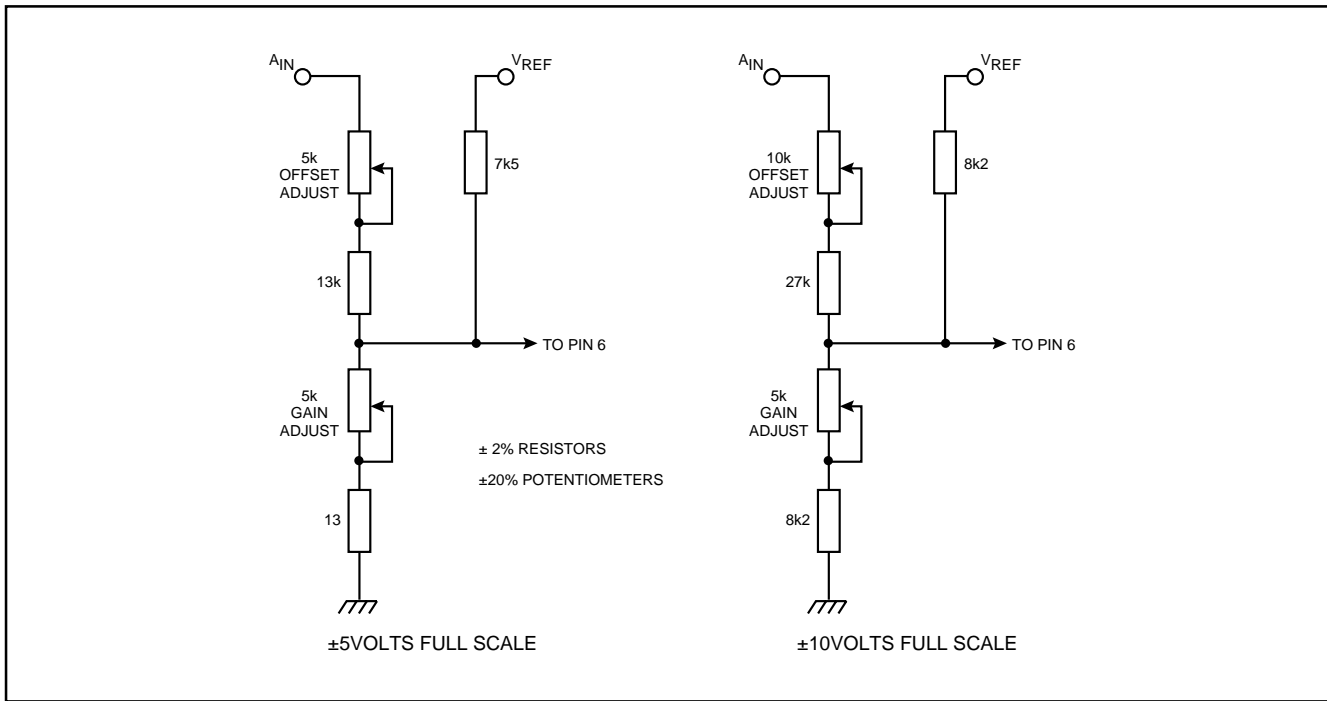 AIN
VREF
5k
OFFSET
ADJUST
7k5
13k
TO PIN 6
5k
GAIN
ADJUST
± 2% RESISTORS
±20% POTENTIOMETERS
13
±5VOLTS FULL SCALE
AIN
VREF
10k
OFFSET
ADJUST
8k2
27k
TO PIN 6
5k
GAIN
ADJUST
8k2
±10VOLTS FULL SCALE